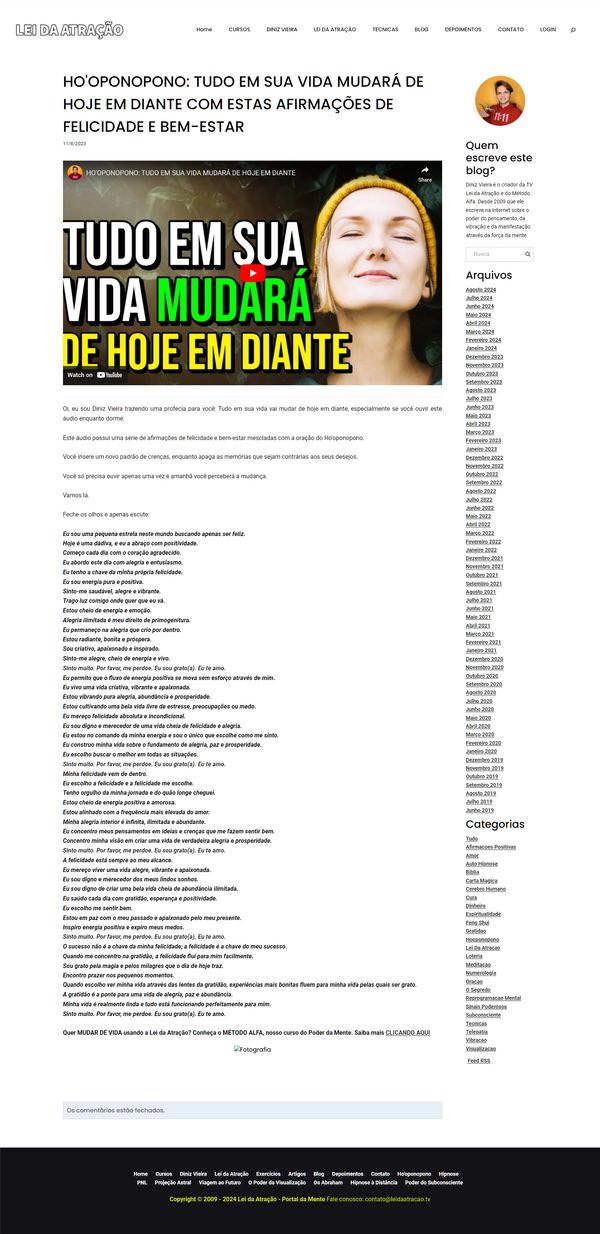 LEI DA ATRAÇÃO
Home CURSOS DINIZ VIEIRA LEI DA ATRAÇÃO TECNICAS BLOG DEPOIMENTOS CONTATO LOGIN
HO'OPONOPONO: TUDO EM SUA VIDA MUDARÁ DE
HOJE EM DIANTE COM ESTAS AFIRMAÇÕES DE
FELICIDADE E BEM-ESTAR
11/8/2023
HO'OPONOPONO: TUDO EM SUA VIDA MUDARÁ DE HOJE EM DIANTE
Share
TUDO EM SUA
VIDA MUDARÁ
DE HOJE EM DIANTE
Watch on YouTube
Oi, eu sou Diniz Vieira trazendo uma profecia para você: Tudo em sua vida vai mudar de hoje em diante, especialmente se você ouvir este
áudio enquanto dorme.
Este áudio possui uma série de afirmações de felicidade e bem-estar mescladas com a oração do Ho'oponopono.
Você insere um novo padrão de crenças, enquanto apaga as memórias que sejam contrárias aos seus desejos.
Você só precisa ouvir apenas uma vez e amanhã você perceberá a mudança.
Vamos lá.
Feche os olhos e apenas escute:
Eu sou uma pequena estrela neste mundo buscando apenas ser feliz.
Hoje é uma dádiva, e eu a abraço com positividade.
Começo cada dia com o coração agradecido.
Eu abordo este dia com alegria e entusiasmo.
Eu tenho a chave da minha própria felicidade.
Eu sou energia pura e positiva.
Sinto-me saudável, alegre e vibrante.
Trago luz comigo onde quer que eu vá.
Estou cheio de energia e emoção.
Alegria ilimitada é meu direito de primogenitura.
Eu permaneço na alegria que crio por dentro.
Estou radiante, bonita e próspera.
Sou criativo, apaixonado e inspirado.
Sinto-me alegre, cheio de energia e vivo.
Sinto muito. Por favor, me perdoe. Eu sou grato(a). Eu te amo.
Eu permito que o fluxo de energia positiva se mova sem esforço através de mim.
Eu vivo uma vida criativa, vibrante e apaixonada.
Estou vibrando pura alegria, abundância e prosperidade.
Estou cultivando uma bela vida livre de estresse, preocupações ou medo.
Eu mereço felicidade absoluta e incondicional.
Eu sou digno e merecedor de uma vida cheia de felicidade e alegria.
Eu estou no comando da minha energia e sou o único que escolhe como me sinto.
Eu construo minha vida sobre o fundamento de alegria, paz e prosperidade.
Eu escolho buscar o melhor em todas as situações.
Sinto muito. Por favor, me perdoe. Eu sou grato(a). Eu te amo.
Minha felicidade vem de dentro.
Eu escolho a felicidade e a felicidade me escolhe.
Tenho orgulho da minha jornada e do quão longe cheguei.
Estou cheio de energia positiva e amorosa.
Estou alinhado com a frequência mais elevada do amor.
Minha alegria interior é infinita, ilimitada e abundante.
Eu concentro meus pensamentos em ideias e crenças que me fazem sentir bem.
Concentro minha visão em criar uma vida de verdadeira alegria e prosperidade.
Sinto muito. Por favor, me perdoe. Eu sou grato(a). Eu te amo.
A felicidade está sempre ao meu alcance.
Eu mereço viver uma vida alegre, vibrante e apaixonada.
Eu sou digno e merecedor dos meus lindos sonhos.
Eu sou digno de criar uma bela vida cheia de abundância ilimitada.
Eu saúdo cada dia com gratidão, esperança e positividade.
Eu escolho me sentir bem.
Estou em paz com o meu passado e apaixonado pelo meu presente.
Inspiro energia positiva e expiro meus medos.
Sinto muito. Por favor, me perdoe. Eu sou grato(a). Eu te amo.
O sucesso não é a chave da minha felicidade; a felicidade é a chave do meu sucesso.
Quando me concentro na gratidão, a felicidade flui para mim facilmente.
Sou grato pela magia e pelos milagres que o dia de hoje traz.
Encontro prazer nos pequenos momentos.
Quando escolho ver minha vida através das lentes da gratidão, experiências mais bonitas fluem para minha vida pelas quais ser grato.
A gratidão é a ponte para uma vida de alegria, paz e abundância.
Minha vida é realmente linda e tudo está funcionando perfeitamente para mim.
Sinto muito. Por favor, me perdoe. Eu sou grato(a). Eu te amo.
Quer MUDAR DE VIDA usando a Lei da Atração? Conheça o MÉTODO ALFA, nosso curso do Poder da Mente. Saiba mais CLICANDO AQUI
Fotografia
Os comentários estão fechados.
11:11
Quem
escreve este
blog?
Diniz Vieira é o criador da TV
Lei da Atração e do Método
Alfa. Desde 2009 que ele
escreve na Internet sobre o
poder do pensamento, da
vibração e da manifestação
através da força da mente.
Busca
Arquivos
Agosto 2024
Julho 2024
Junho 2024
Maio 2024
Abril 2024
Março 2024
Fevereiro 2024
Janeiro 2024
Dezembro 2023
Novembro 2023
Outubro 2023
Setembro 2023
Agosto 2023
Julho 2023
Junho 2023
Maio 2023
Abril 2023
Março 2023
Fevereiro 2023
Janeiro 2023
Dezembro 2022
Novembro 2022
Outubro 2022
Setembro 2022
Agosto 2022
Julho 2022
Junho 2022
Maio 2022
Abril 2022
Março 2022
Fevereiro 2022
Janeiro 2022
Dezembro 2021
Novembro 2021
Outubro 2021
Setembro 2021
Agosto 2021
Julho 2021
Junho 2021
Maio 2021
Abril 2021
Março 2021
Fevereiro 2021
Janeiro 2021
Dezembro 2020
Novembro 2020
Outubro 2020
Setembro 2020
Agosto 2020
Julho 2020
Junho 2020
Maio 2020
Abril 2020
Março 2020
Fevereiro 2020
Janeiro 2020
Dezembro 2019
Novembro 2019
Outubro 2019
Setembro 2019
Agosto 2019
Julho 2019
Junho 2019
Categorias
Tudo
Afirmacoes Positivas
Amor
Auto Hipnose
Biblia
Carta Magica
Cerebro Humano
Cura
Dinheiro
Espiritualidade
Feng Shui
Gratidao
Hooponopono
Lei Da Atracao
Loteria
Meditacao
Numerologia
Oracao
O Segredo
Reprogramacao Mental
Sinais Poderosos
Subconsciente
Tecnicas
Telepatia
Vibracao
Visualizacao
Feed RSS
Home Cursos Diniz Vieira Lei da Atração Exercícios Artigos Blog Depoimentos Contato Ho'oponopono Hipnose
PNL Projeção Astral Viagem ao Futuro O Poder da Visualização Os Abraham Hipnose à Distância Poder do Subconsciente
Copyright © 2009 - 2024 Lei da Atração - Portal da Mente Fale conosco: contato@leidaatracao.tv